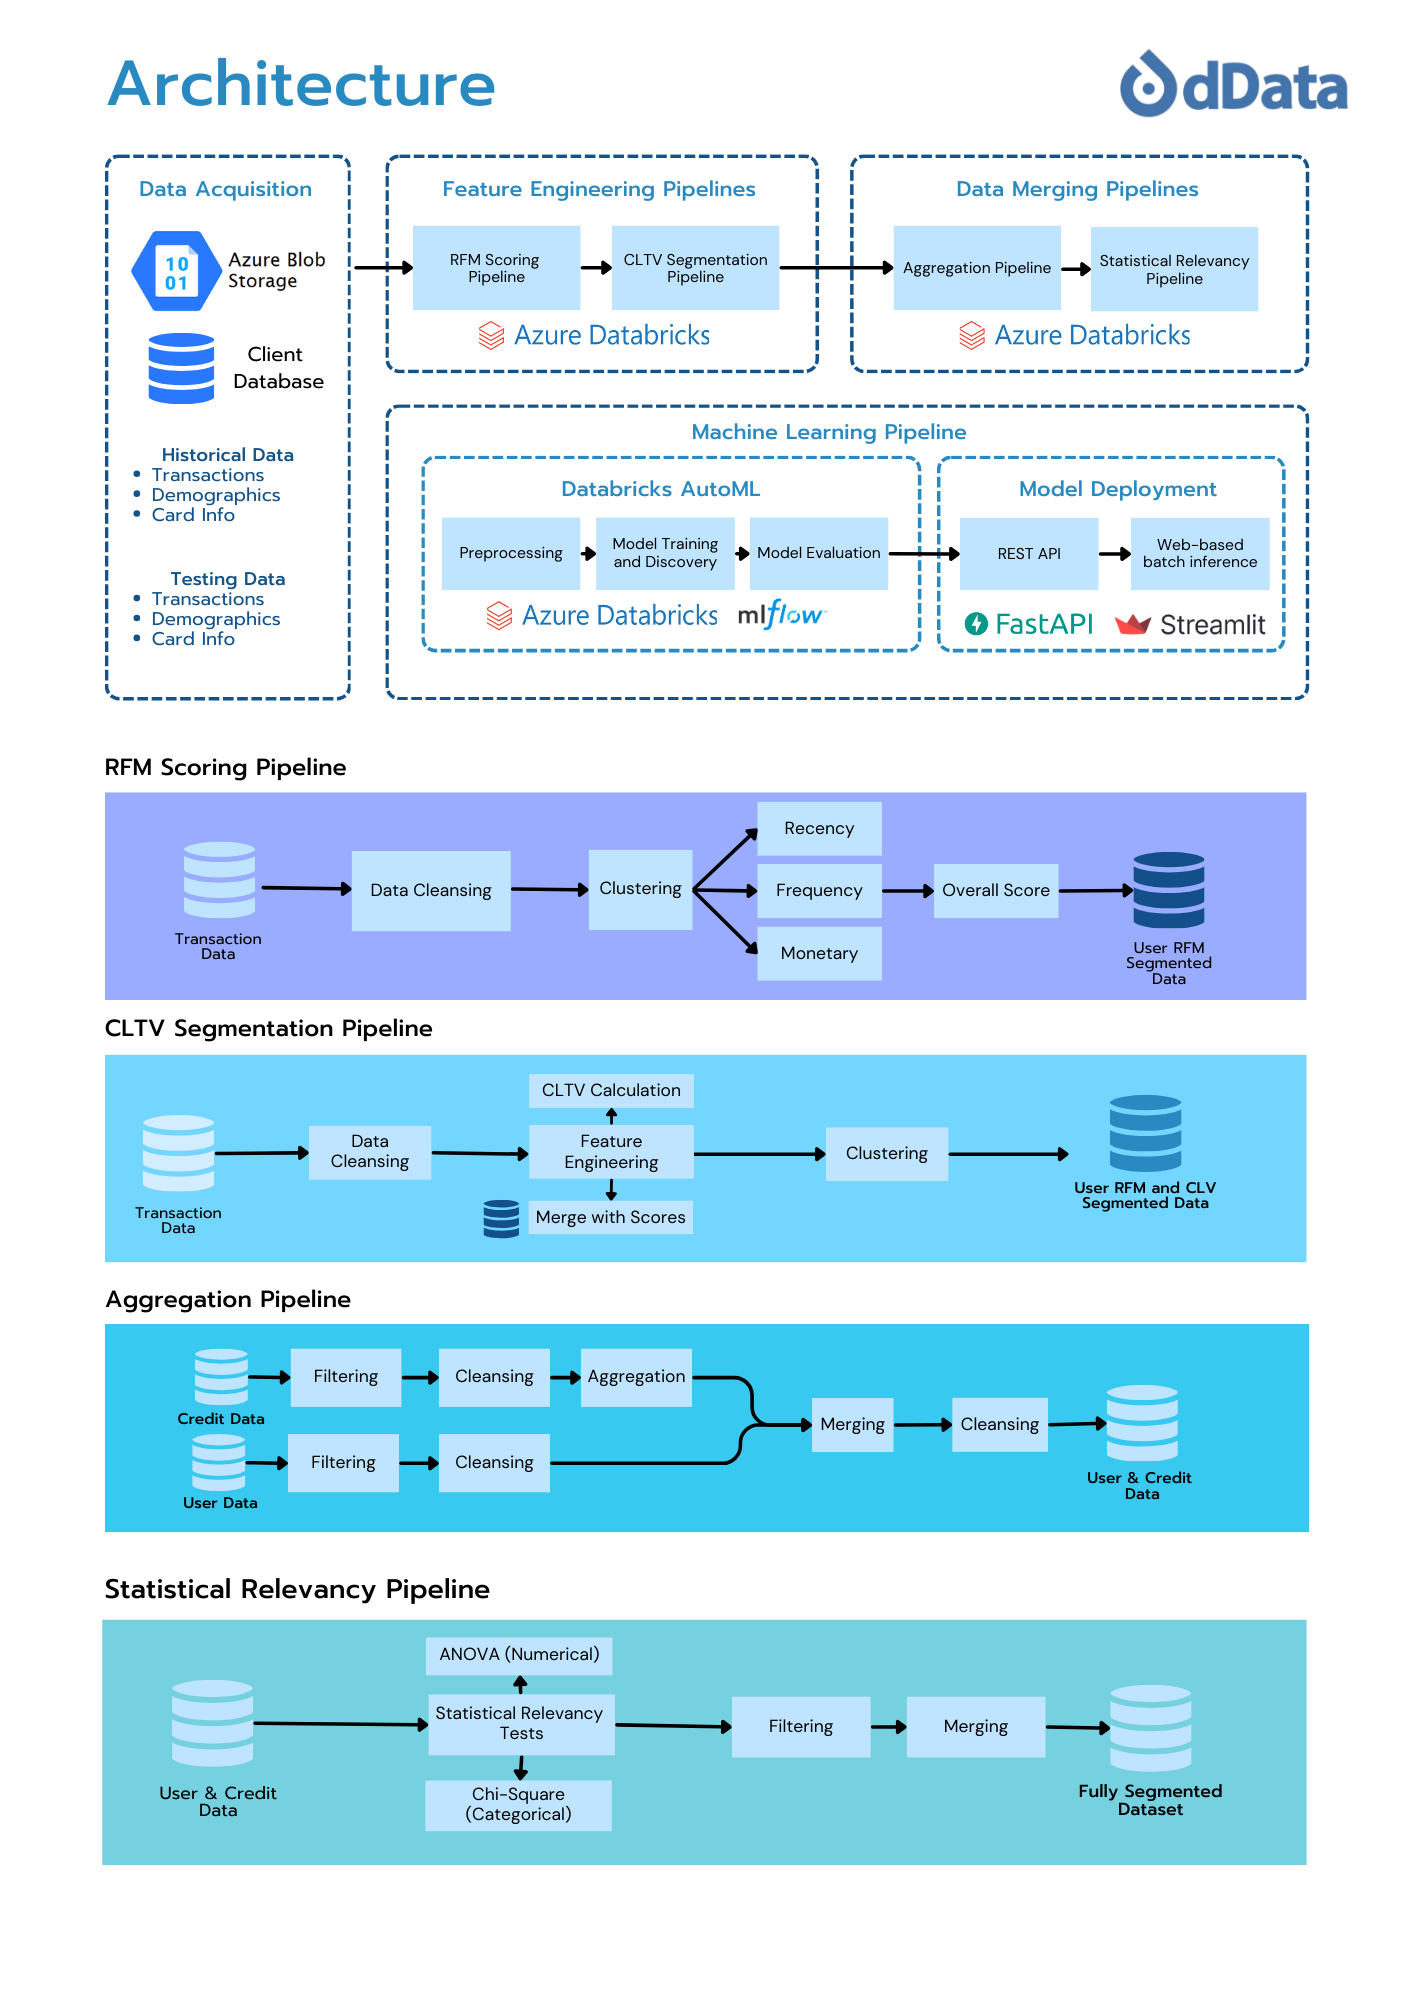 Architecture
dData
Data Acquisition
10
01
Azure Blob
Storage
Client
Database
Historical Data
• Transactions
• Demographics
• Card Info
Testing Data
• Transactions
• Demographics
• Card Info
Feature Engineering Pipelines
RFM Scoring
Pipeline
CLTV Segmentation
Pipeline
Azure Databricks
Data Merging Pipelines
Aggregation Pipeline
Statistical Relevancy
Pipeline
Azure Databricks
Machine Learning Pipeline
Databricks AutoML
Preprocessing
Model Training
and Discovery
Model Evaluation
Azure Databricks
mlflow
Model Deployment
REST API
Web-based
batch inference
FastAPI
Streamlit
RFM Scoring Pipeline
Transaction
Data
Data Cleansing
Clustering
Recency
Frequency
Monetary
Overall Score
User RFM
Segmented
Data
CLTV Segmentation Pipeline
Transaction
Data
Data
Cleansing
CLTV Calculation
Feature
Engineering
Merge with Scores
Clustering
User RFM and CLV
Segmented Data
Aggregation Pipeline
Credit Data
Filtering
Cleansing
Aggregation
User Data
Filtering
Cleansing
Merging
Cleansing
User & Credit
Data
Statistical Relevancy Pipeline
User & Credit
Data
ANOVA (Numerical)
Statistical Relevancy
Tests
Chi-Square
(Categorical)
Filtering
Merging
Fully Segmented
Dataset